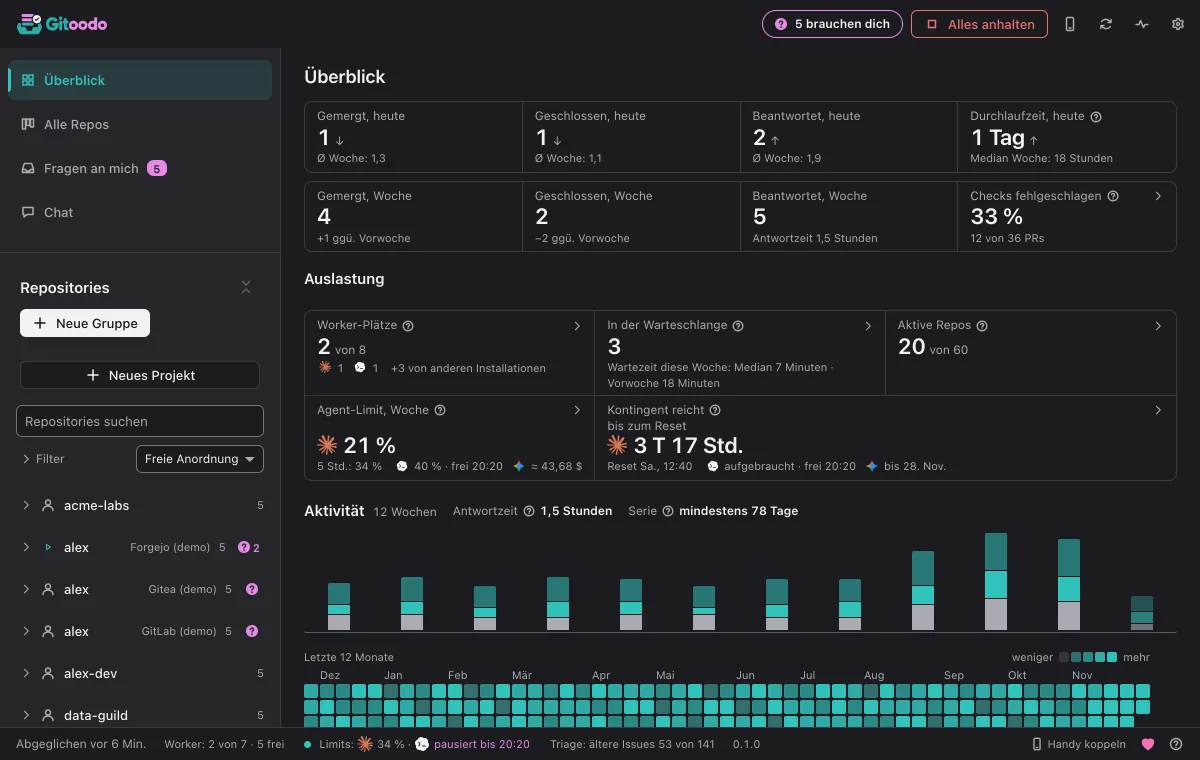 Gitoodo
5 brauchen dich
Alles anhalten
Überblick
Alle Repos
Fragen an mich 5
Chat
Repositories
Neue Gruppe
Neues Projekt
Repositories suchen
Filter
Freie Anordnung
acme-labs 5
alex Forgejo (demo) 5 ? 2
alex Gitea (demo) 5 ?
alex GitLab (demo) 5 ?
alex-dev 5
data-guild 5
Überblick
Gemergt, heute
1 ↓
Ø Woche: 1,3
Geschlossen, heute
1 ↓
Ø Woche: 1,1
Beantwortet, heute
2 ↑
Ø Woche: 1,9
Durchlaufzeit, heute
1 Tag ↑
Median Woche: 18 Stunden
Gemergt, Woche
4
+1 ggü. Vorwoche
Geschlossen, Woche
2
−2 ggü. Vorwoche
Beantwortet, Woche
5
Antwortzeit 1,5 Stunden
Checks fehlgeschlagen
33 %
12 von 36 PRs
Auslastung
Worker-Plätze
2 von 8
1 1 +3 von anderen Installationen
In der Warteschlange
3
Wartezeit diese Woche: Median 7 Minuten ·
Vorwoche 18 Minuten
Aktive Repos
20 von 60
Agent-Limit, Woche
21 %
5 Std.: 34 % 40 % · frei 20:20 ≈ 43,68 $
Kontingent reicht
bis zum Reset
3 T 17 Std.
Reset Sa., 12:40 aufgebraucht · frei 20:20 bis 28. Nov.
Aktivität 12 Wochen Antwortzeit 1,5 Stunden Serie mindestens 78 Tage
Letzte 12 Monate
weniger mehr
Dez Jan Feb Mär Apr Mai Jun Jul Aug Sep Okt Nov
Abgeglichen vor 6 Min. Worker: 2 von 7 · 5 frei Limits: 34 % · pausiert bis 20:20 Triage: ältere Issues 53 von 141 0.1.0
Handy koppeln